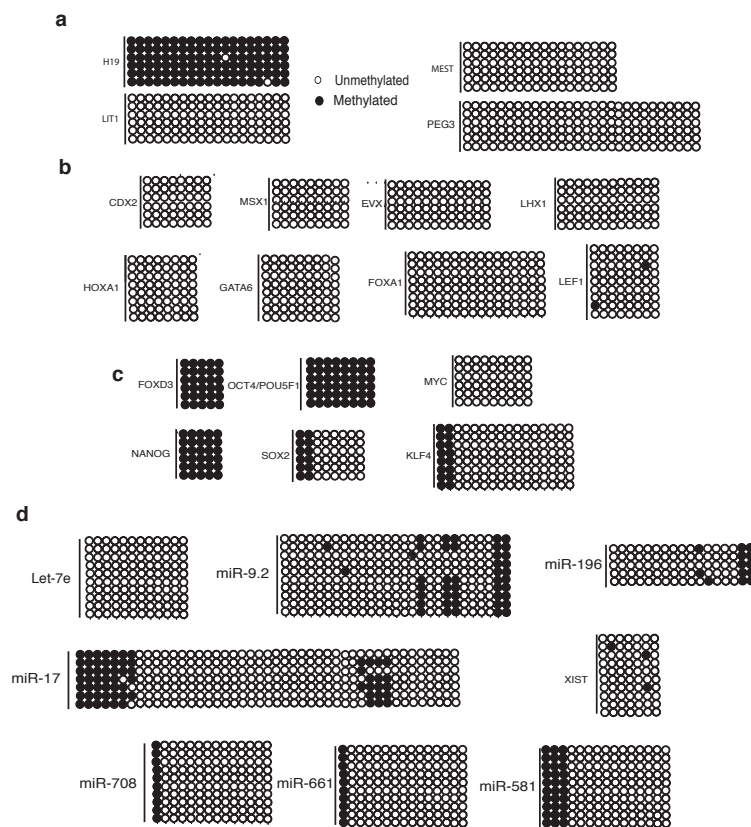 a
H19
Unmethylated
MEST
Methylated
LIT1
PEG3
b
CDX2
MSX1
EVX
LHX1
HOXA1
GATA6
FOXA1
LEF1
c
FOXD3
OCT4/POU5F1
MYC
NANOG
SOX2
KLF4
d
Let-7e
miR-9.2
miR-196
miR-17
XIST
miR-708
miR-661
miR-581